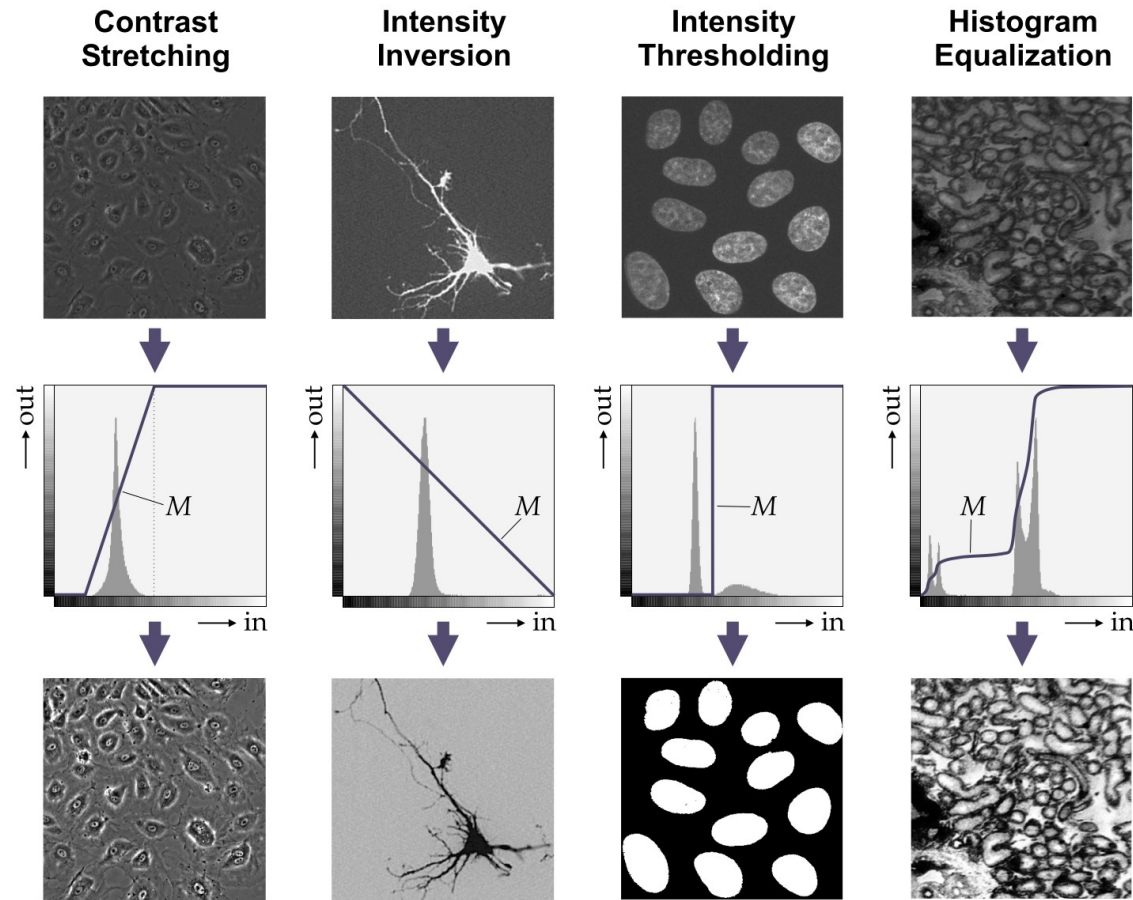 Contrast
Stretching
Intensity
Inversion
Intensity
Thresholding
Histogram
Equalization
out
M
in
out
M
in
out
M
in
out
M
in